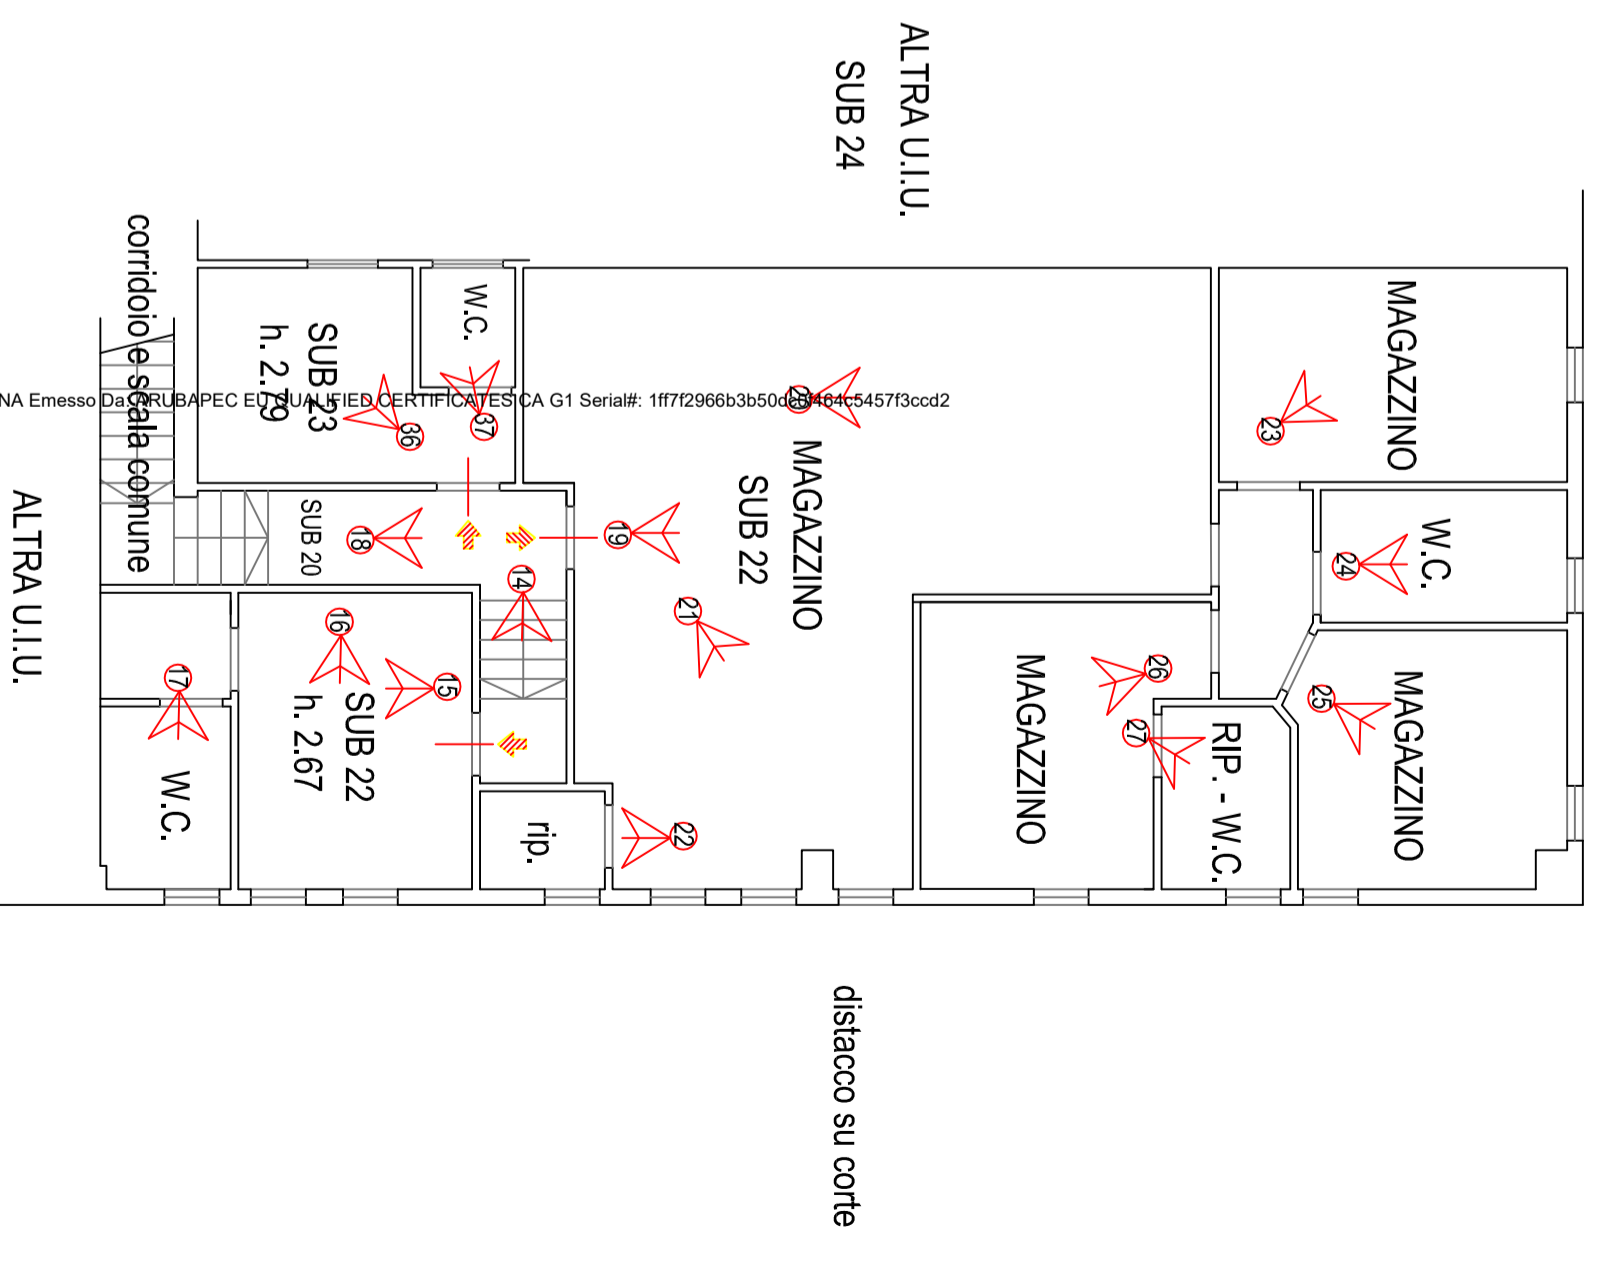 ALTRA U.I.U.
SUB 24
MAGAZZINO
23
W.C.
24
MAGAZZINO
25
RIP. - W.C.
26
27
MAGAZZINO
MAGAZZINO
SUB 22
19
21
22
W.C.
37
36
SUB 23
h. 2.79
SUB 20
18
14
15
16
SUB 22
h. 2.67
rip.
17
W.C.
corridoio e scala comune
ALTRA U.I.U.
distacco su corte
NA Emesso Da: ARUBAPEC EU QUALIFIED CERTIFICATES CA G1 Serial#: